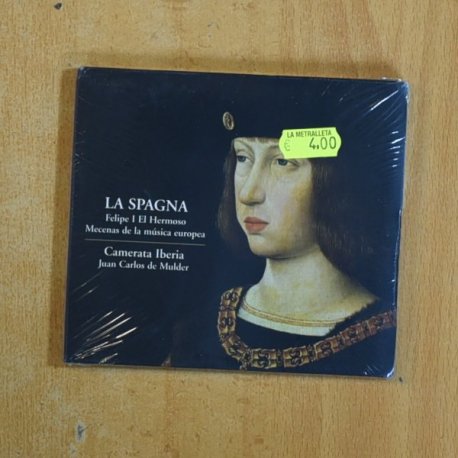 LA METRALLETA
€ 4.00
LA SPAGNA
Felipe I El Hermoso
Mecenas de la música europea
Camerata Iberia
Juan Carlos de Mulder